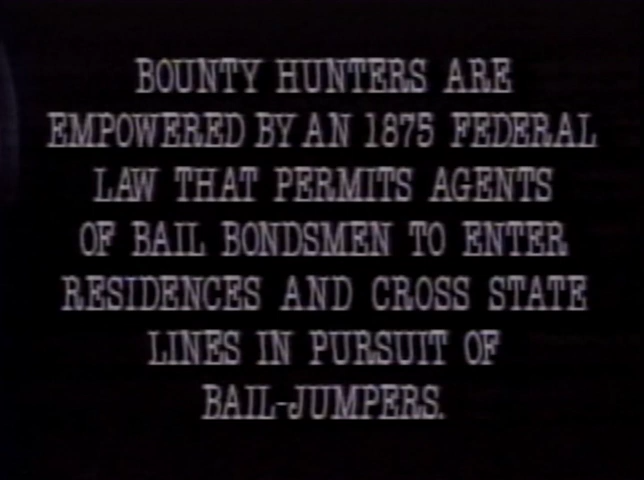 BOUNTY HUNTERS ARE
EMPOWERED BY AN 1875 FEDERAL
LAW THAT PERMITS AGENTS
OF BAIL BONDSMEN TO ENTER
RESIDENCES AND CROSS STATE
LINES IN PURSUIT OF
BAIL-JUMPERS.